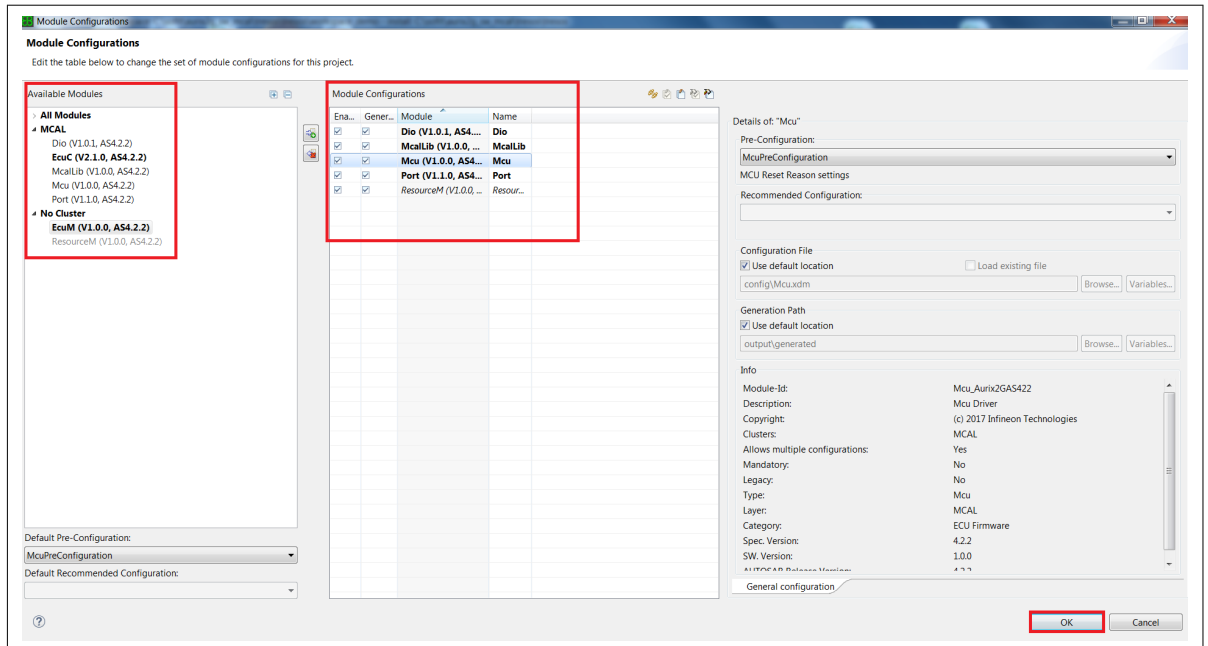 Module Configurations
Module Configurations
Edit the table below to change the set of module configurations for this project.
Available Modules
All Modules
MCAL
Dio (V1.0.1, AS4.2.2)
EcuC (V2.1.0, AS4.2.2)
McalLib (V1.0.0, AS4.2.2)
Mcu (V1.0.0, AS4.2.2)
Port (V1.1.0, AS4.2.2)
No Cluster
EcuM (V1.0.0, AS4.2.2)
ResourceM (V1.0.0, AS4.2.2)
Default Pre-Configuration:
McuPreConfiguration
Default Recommended Configuration:
Module Configurations
Ena... Gener... Module Name
Dio (V1.0.1, AS4.... Dio
McalLib (V1.0.0, ... McalLib
Mcu (V1.0.0, AS4... Mcu
Port (V1.1.0, AS4... Port
ResourceM (V1.0.0, ... Resour...
Details of: "Mcu"
Pre-Configuration:
McuPreConfiguration
MCU Reset Reason settings
Recommended Configuration:
Configuration File
Use default location Load existing file
config\Mcu.xdm Browse... Variables...
Generation Path
Use default location
output\generated Browse... Variables...
Info
Module-Id: Mcu_Aurix2GAS422
Description: Mcu Driver
Copyright: (c) 2017 Infineon Technologies
Clusters: MCAL
Allows multiple configurations: Yes
Mandatory: No
Legacy: No
Type: Mcu
Layer: MCAL
Category: ECU Firmware
Spec. Version: 4.2.2
SW. Version: 1.0.0
AUTOSAR Release Version: 4.2.2
General configuration
OK Cancel